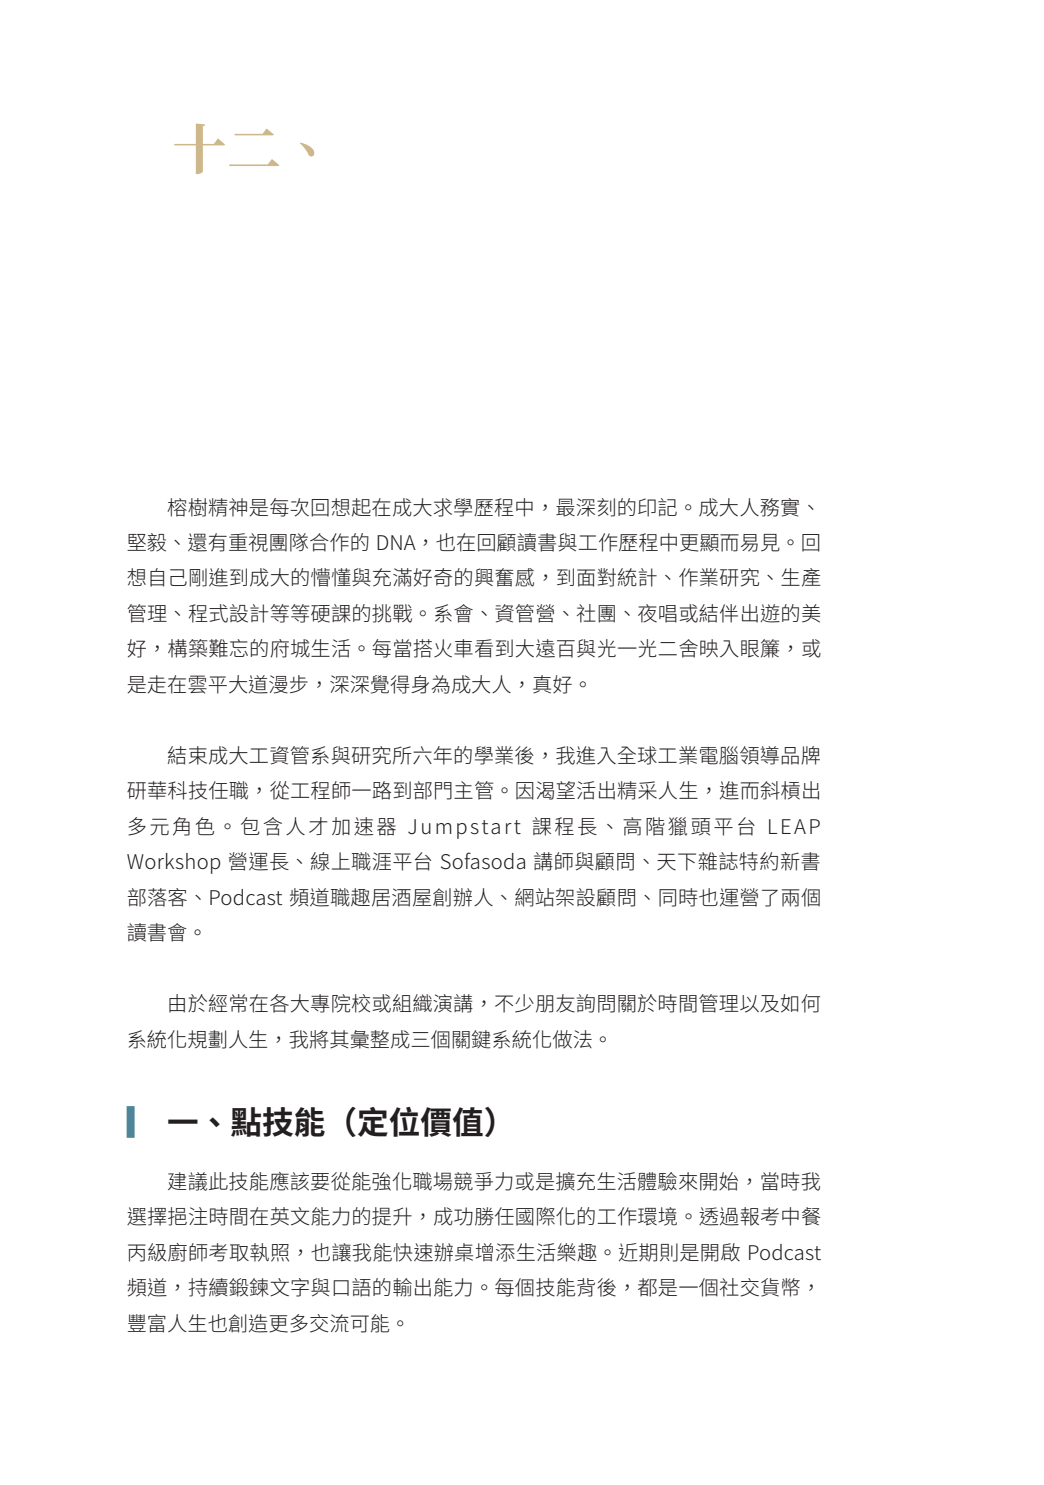 十二、
榕樹精神是每次回想起在成大求學歷程中，最深刻的印記。成大人務實、
堅毅、還有重視團隊合作的 DNA，也在回顧讀書與工作歷程中更顯而易見。回
想自己剛進到成大的懵懂與充滿好奇的興奮感，到面對統計、作業研究、生產
管理、程式設計等等硬課的挑戰。系會、資管營、社團、夜唱或結伴出遊的美
好，構築難忘的府城生活。每當搭火車看到大遠百與光一光二舍映入眼簾，或
是走在雲平大道漫步，深深覺得身為成大人，真好。
結束成大工資管系與研究所六年的學業後，我進入全球工業電腦領導品牌
研華科技任職，從工程師一路到部門主管。因渴望活出精采人生，進而斜槓出
多元角色。包含人才加速器 Jumpstart 課程長、高階獵頭平台 LEAP
Workshop 營運長、線上職涯平台 Sofasoda 講師與顧問、天下雜誌特約新書
部落客、Podcast 頻道職趣居酒屋創辦人、網站架設顧問、同時也運營了兩個
讀書會。
由於經常在各大專院校或組織演講，不少朋友詢問關於時間管理以及如何
系統化規劃人生，我將其彙整成三個關鍵系統化做法。
一、點技能（定位價值）
建議此技能應該要從能強化職場競爭力或是擴充生活體驗來開始，當時我
選擇挹注時間在英文能力的提升，成功勝任國際化的工作環境。透過報考中餐
丙級廚師考取執照，也讓我能快速辦桌增添生活樂趣。近期則是開啟 Podcast
頻道，持續鍛鍊文字與口語的輸出能力。每個技能背後，都是一個社交貨幣，
豐富人生也創造更多交流可能。